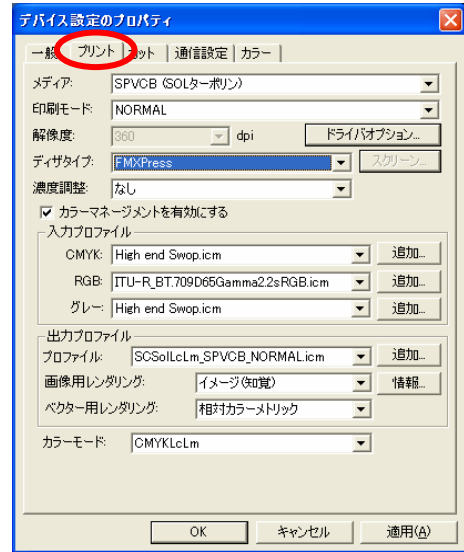 デバイス設定のプロパティ
一般 プリント カット 通信設定 カラー
メディア: SPVCB (SOLターポリン)
印刷モード: NORMAL
解像度: 360 dpi ドライバオプション...
ディザタイプ: FMXPress スクリーン...
濃度調整: なし
カラーマネージメントを有効にする
入力プロファイル
CMYK: High end Swop.icm 追加...
RGB: ITU-R_BT.709D65Gamma2.2sRGB.icm 追加...
グレー: High end Swop.icm 追加...
出力プロファイル
プロファイル: SCSolLcLm_SPVCB_NORMAL.icm 追加...
画像用レンダリング: イメージ(知覚) 情報...
ベクター用レンダリング: 相対カラーメトリック
カラーモード: CMYKLcLm
OK キャンセル 適用(A)